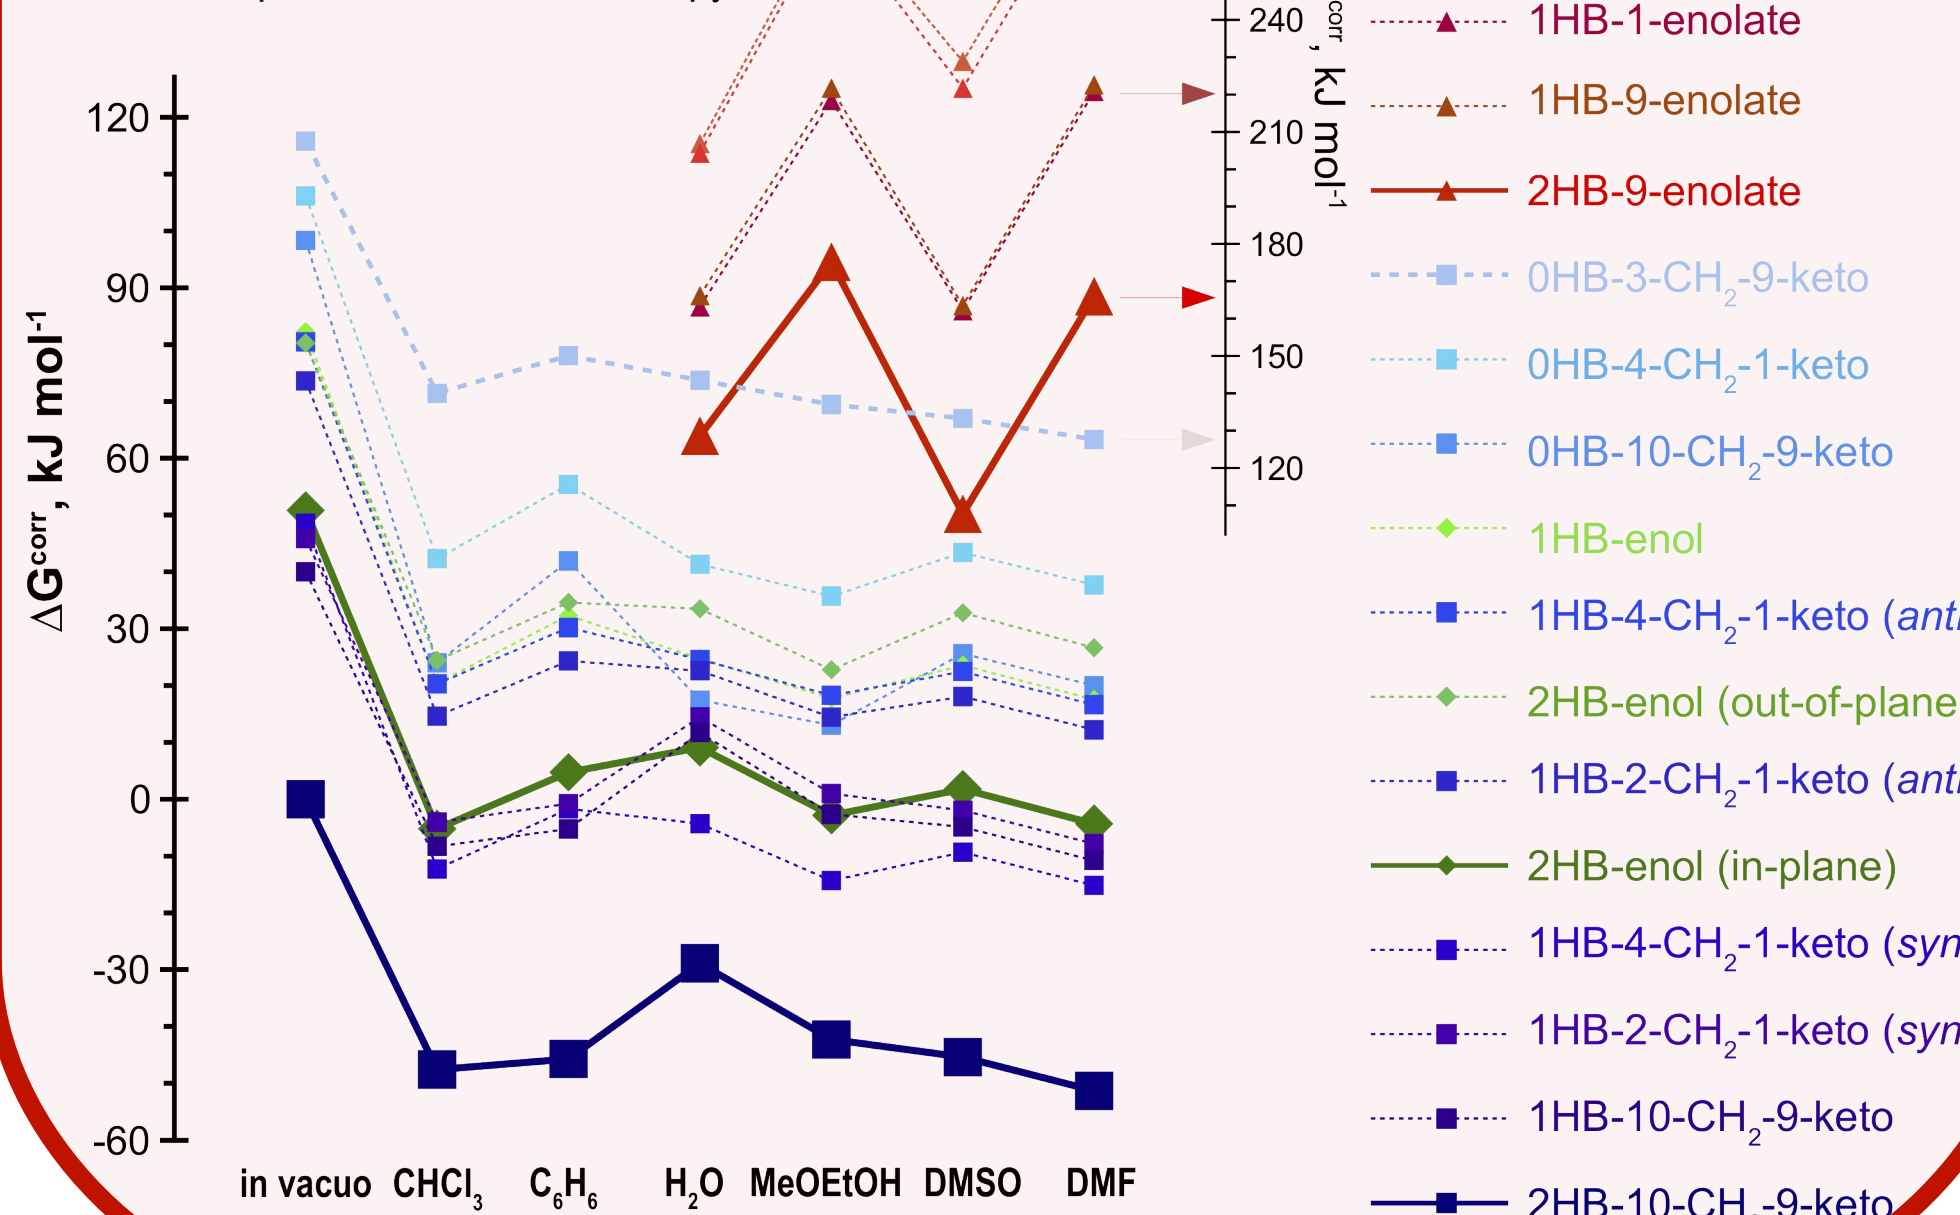 120
90
60
30
0
-30
-60
ΔGcorr, kJ mol-1
in vacuo CHCl3 C6H6 H2O MeOEtOH DMSO DMF
240
210
180
150
120
corr, kJ mol-1
1HB-1-enolate
1HB-9-enolate
2HB-9-enolate
0HB-3-CH2-9-keto
0HB-4-CH2-1-keto
0HB-10-CH2-9-keto
1HB-enol
1HB-4-CH2-1-keto (anti
2HB-enol (out-of-plane
1HB-2-CH2-1-keto (anti
2HB-enol (in-plane)
1HB-4-CH2-1-keto (syn
1HB-2-CH2-1-keto (syn
1HB-10-CH2-9-keto
2HB-10-CH2-9-keto